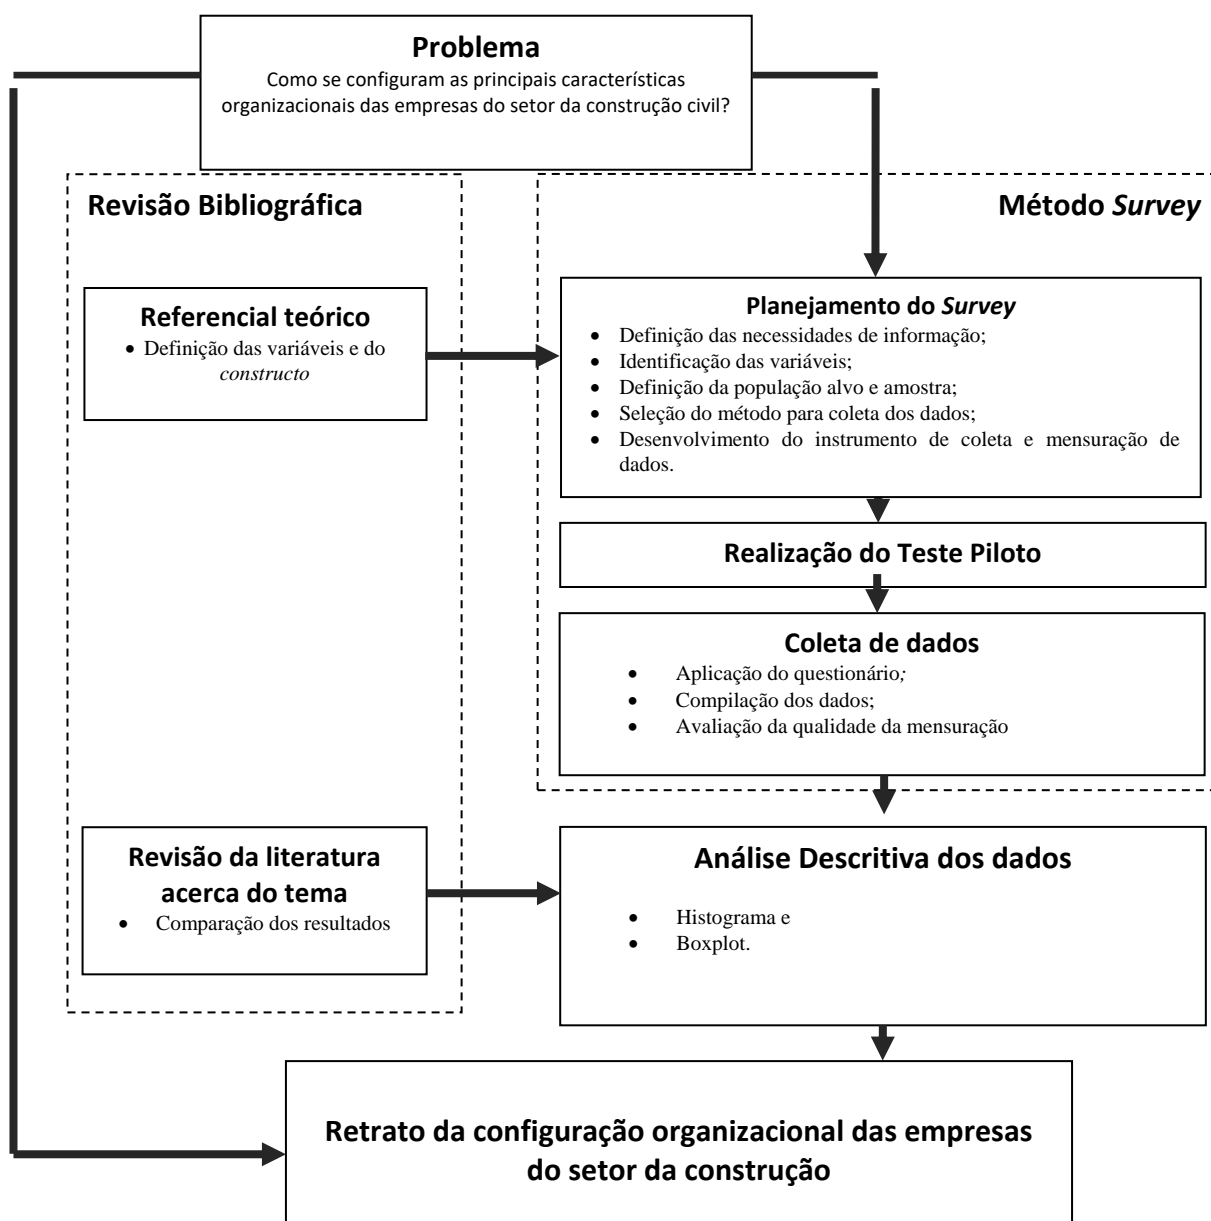 Problema
Como se configuram as principais características
organizacionais das empresas do setor da construção civil?
Revisão Bibliográfica
Método Survey
Referencial teórico
• Definição das variáveis e do
constructo
Planejamento do Survey
• Definição das necessidades de informação;
• Identificação das variáveis;
• Definição da população alvo e amostra;
• Seleção do método para coleta dos dados;
• Desenvolvimento do instrumento de coleta e mensuração de
dados.
Realização do Teste Piloto
Coleta de dados
• Aplicação do questionário;
• Compilação dos dados;
• Avaliação da qualidade da mensuração
Revisão da literatura
acerca do tema
• Comparação dos resultados
Análise Descritiva dos dados
• Histograma e
• Boxplot.
Retrato da configuração organizacional das empresas
do setor da construção